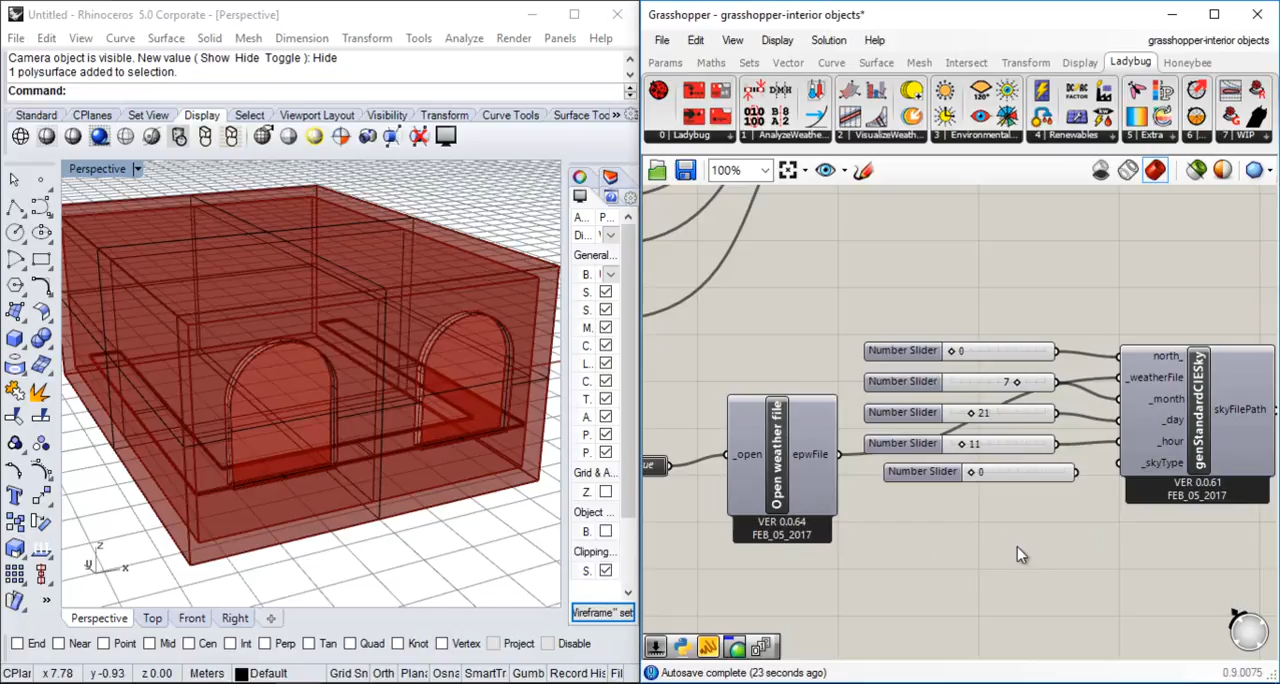 Untitled - Rhinoceros 5.0 Corporate - [Perspective]
File Edit View Curve Surface Solid Mesh Dimension Transform Tools Analyze Render Panels Help
Camera object is visible. New value ( Show Hide Toggle ): Hide
1 polysurface added to selection.
Command:
Standard CPlanes Set View Display Select Viewport Layout Visibility Transform Curve Tools Surface Too »
Perspective
A... P...
Di...
General...
B.
S.
S.
M.
C.
L.
C.
T.
A.
P.
P.
Grid & A...
Z.
Object ...
B.
Clipping...
S.
Wireframe" set
z
y
x
Perspective Top Front Right
End Near Point Mid Cen Int Perp Tan Quad Knot Vertex Project Disable
CPlar x 7.78 y -0.93 z 0.00 Meters Default Grid Sn Orth Plana Osna SmartTr Gumb Record His Fil
Grasshopper - grasshopper-interior objects*
File Edit View Display Solution Help
grasshopper-interior objects
Params Maths Sets Vector Curve Surface Mesh Intersect Transform Display Ladybug Honeybee
0 | Ladybug 1 | AnalyzeWeathe... 2 | VisualizeWeath... 3 | Environmental... 4 | Renewables 5 | Extra 6 |... 7 | WIP
100%
Number Slider 0
Number Slider 7
Number Slider 21
Number Slider 11
Number Slider 0
ue
_open
Open weather file
epwFile
VER 0.0.64
FEB_05_2017
north_
_weatherFile
_month
_day
_hour
_skyType
genStandardCIESky
skyFilePath
VER 0.0.61
FEB_05_2017
Autosave complete (23 seconds ago)
0.9.0075